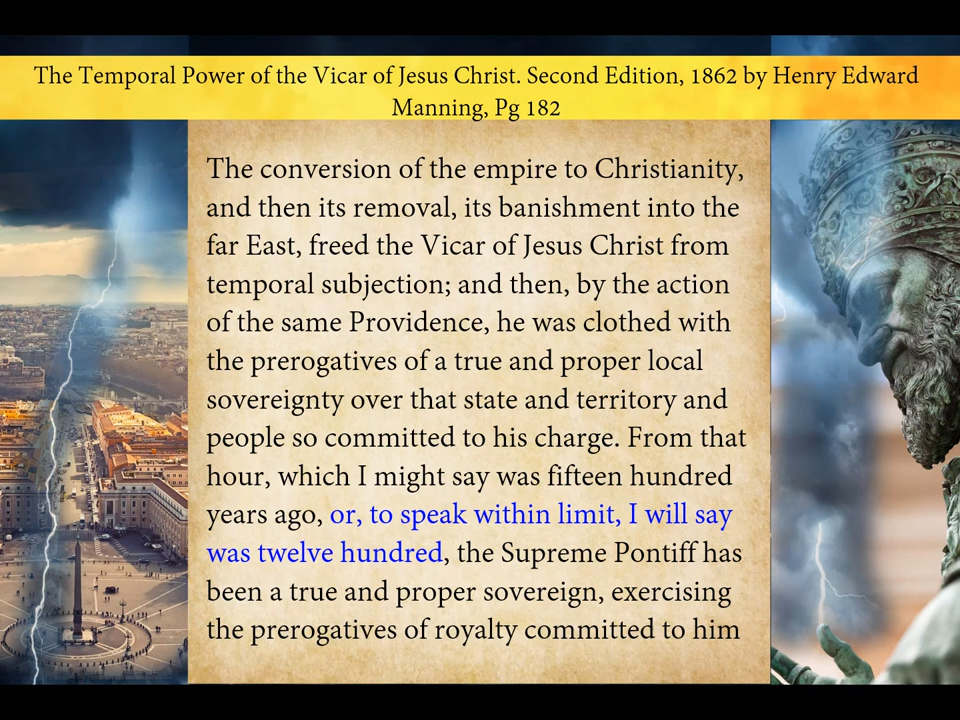 The Temporal Power of the Vicar of Jesus Christ. Second Edition, 1862 by Henry Edward
Manning, Pg 182
The conversion of the empire to Christianity,
and then its removal, its banishment into the
far East, freed the Vicar of Jesus Christ from
temporal subjection; and then, by the action
of the same Providence, he was clothed with
the prerogatives of a true and proper local
sovereignty over that state and territory and
people so committed to his charge. From that
hour, which I might say was fifteen hundred
years ago, or, to speak within limit, I will say
was twelve hundred, the Supreme Pontiff has
been a true and proper sovereign, exercising
the prerogatives of royalty committed to him